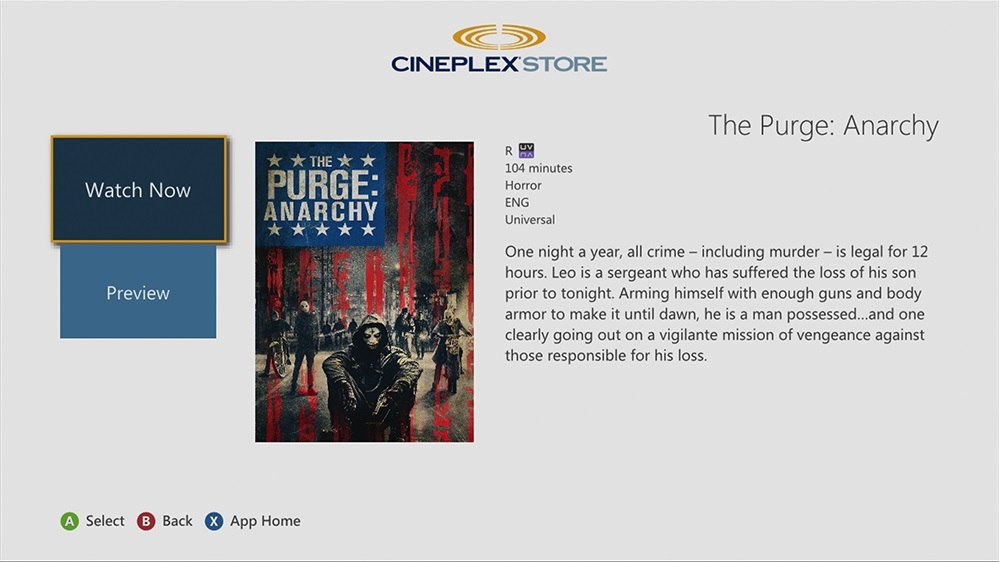 CINEPLEX STORE
The Purge: Anarchy
Watch Now
Preview
THE
PURGE:
ANARCHY
R UV
104 minutes
Horror
ENG
Universal
One night a year, all crime – including murder – is legal for 12
hours. Leo is a sergeant who has suffered the loss of his son
prior to tonight. Arming himself with enough guns and body
armor to make it until dawn, he is a man possessed...and one
clearly going out on a vigilante mission of vengeance against
those responsible for his loss.
A Select B Back X App Home